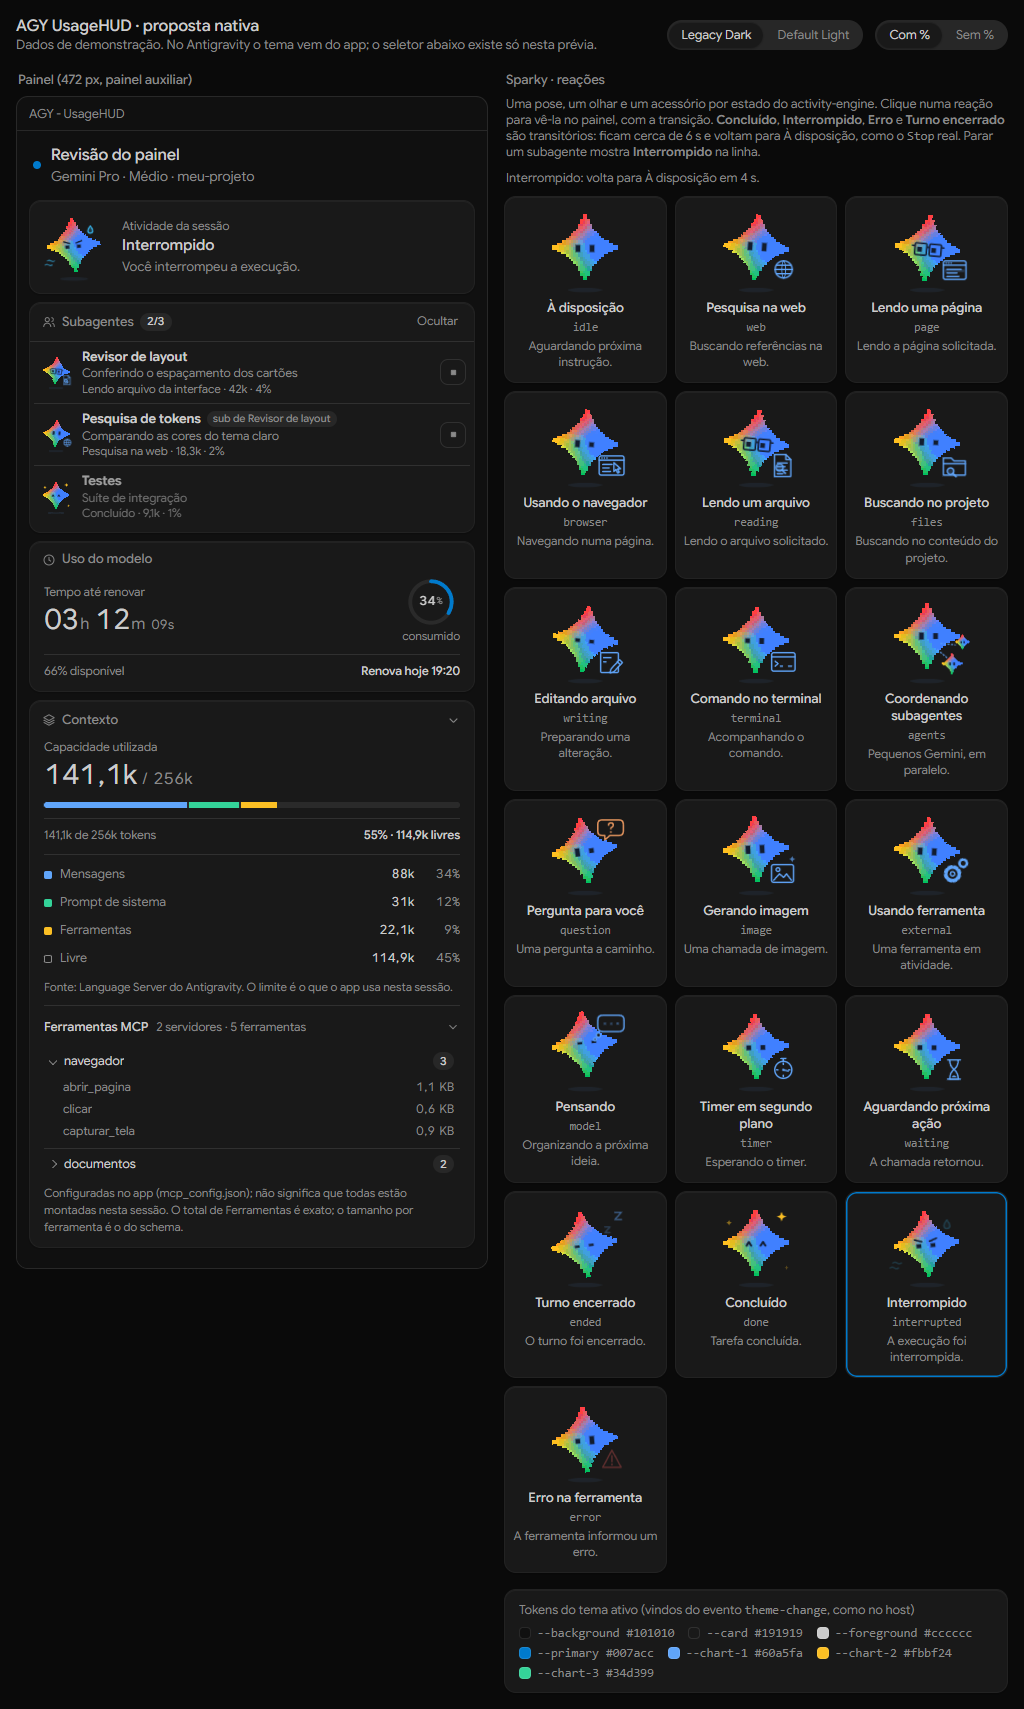 AGY UsageHUD · proposta nativa
Dados de demonstração. No Antigravity o tema vem do app; o seletor abaixo existe só nesta prévia.
Legacy Dark
Default Light
Com %
Sem %
Painel (472 px, painel auxiliar)
AGY - UsageHUD
Revisão do painel
Gemini Pro · Médio · meu-projeto
Atividade da sessão
Interrompido
Você interrompeu a execução.
Subagentes 2/3
Ocultar
Revisor de layout
Conferindo o espaçamento dos cartões
Lendo arquivo da interface · 42k · 4%
Pesquisa de tokens sub de Revisor de layout
Comparando as cores do tema claro
Pesquisa na web · 18,3k · 2%
Testes
Suíte de integração
Concluído · 9,1k · 1%
Uso do modelo
Tempo até renovar
03h 12m 09s
34%
consumido
66% disponível
Renova hoje 19:20
Contexto
Capacidade utilizada
141,1k / 256k
141,1k de 256k tokens
55% · 114,9k livres
Mensagens 88k 34%
Prompt de sistema 31k 12%
Ferramentas 22,1k 9%
Livre 114,9k 45%
Fonte: Language Server do Antigravity. O limite é o que o app usa nesta sessão.
Ferramentas MCP 2 servidores · 5 ferramentas
navegador 3
abrir_pagina 1,1 KB
clicar 0,6 KB
capturar_tela 0,9 KB
documentos 2
Configuradas no app (mcp_config.json); não significa que todas estão
montadas nesta sessão. O total de Ferramentas é exato; o tamanho por
ferramenta é o do schema.
Sparky · reações
Uma pose, um olhar e um acessório por estado do activity-engine. Clique numa reação
para vê-lo no painel, com a transição. Concluído, Interrompido, Erro e Turno encerrado
são transitórios: ficam cerca de 6 s e voltam para À disposição, como o Stop real. Parar
um subagente mostra Interrompido na linha.
Interrompido: volta para À disposição em 4 s.
À disposição
idle
Aguardando próxima
instrução.
Pesquisa na web
web
Buscando referências na
web.
Lendo uma página
page
Lendo a página solicitada.
Usando o navegador
browser
Navegando numa página.
Lendo um arquivo
reading
Lendo o arquivo solicitado.
Buscando no projeto
files
Buscando no conteúdo do
projeto.
Editando arquivo
writing
Preparando uma
alteração.
Comando no terminal
terminal
Acompanhando o
comando.
Coordenando
subagentes
agents
Pequenos Gemini, em
paralelo.
?
Pergunta para você
question
Uma pergunta a caminho.
Gerando imagem
image
Uma chamada de imagem.
Usando ferramenta
external
Uma ferramenta em
atividade.
Pensando
model
Organizando a próxima
ideia.
Timer em segundo
plano
timer
Esperando o timer.
Aguardando próxima
ação
waiting
A chamada retornou.
z Z
Turno encerrado
ended
O turno foi encerrado.
Concluído
done
Tarefa concluída.
Interrompido
interrupted
A execução foi
interrompida.
Erro na ferramenta
error
A ferramenta informou um
erro.
Tokens do tema ativo (vindos do evento theme-change, como no host)
--background #101010 --card #191919 --foreground #cccccc
--primary #007acc --chart-1 #60a5fa --chart-2 #fbbf24
--chart-3 #34d399